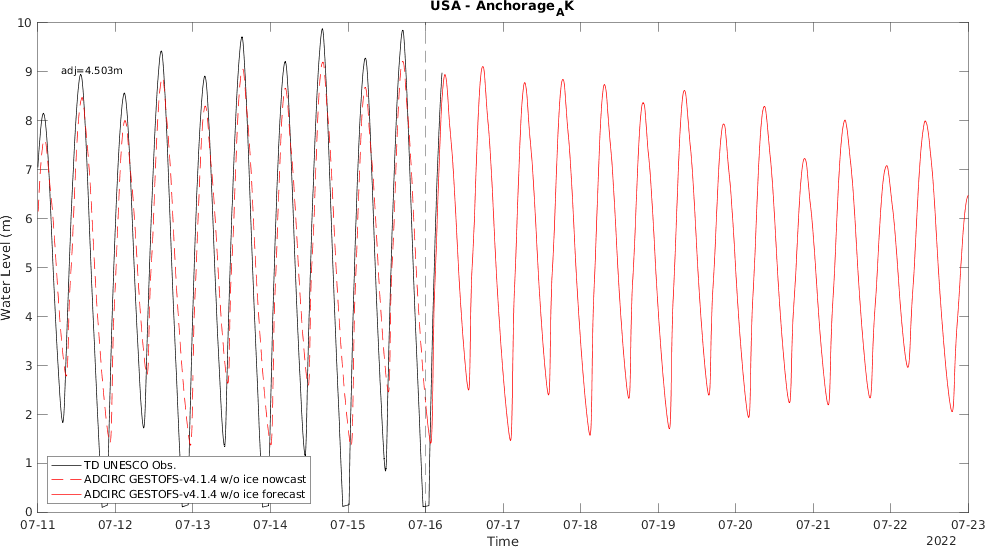 USA - Anchorage_AK
10
9
8
7
6
5
4
3
2
1
0
Water Level (m)
adj=4.503m
TD UNESCO Obs.
ADCIRC GESTOFS-v4.1.4 w/o ice nowcast
ADCIRC GESTOFS-v4.1.4 w/o ice forecast
07-11 07-12 07-13 07-14 07-15 07-16 07-17 07-18 07-19 07-20 07-21 07-22 07-23
Time
2022